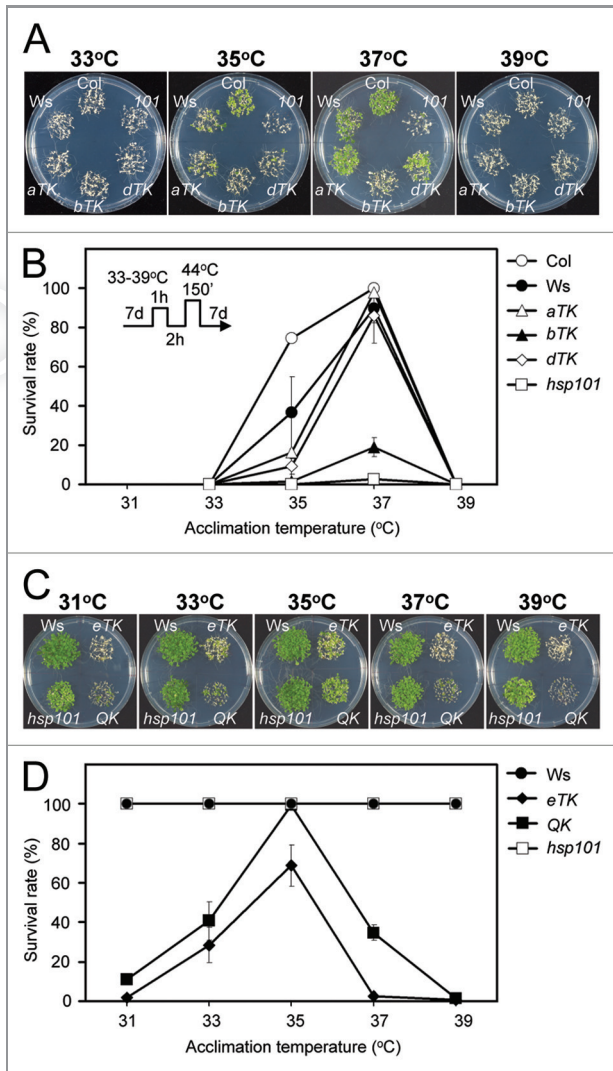 A
33°C 35°C 37°C 39°C
Col Col Col Col
Ws 101 Ws 101 Ws 101 Ws 101
aTK dTK aTK dTK aTK dTK aTK dTK
bTK bTK bTK bTK
B
33-39°C 44°C
1h 150'
7d 7d
2h
Col
Ws
aTK
bTK
dTK
hsp101
Survival rate (%)
100
80
60
40
20
0
31 33 35 37 39
Acclimation temperature (°C)
C
31°C 33°C 35°C 37°C 39°C
Ws eTK Ws eTK Ws eTK Ws eTK Ws eTK
hsp101 QK hsp101 QK hsp101 QK hsp101 QK hsp101 QK
D
Ws
eTK
QK
hsp101
Survival rate (%)
100
80
60
40
20
0
31 33 35 37 39
Acclimation temperature (°C)